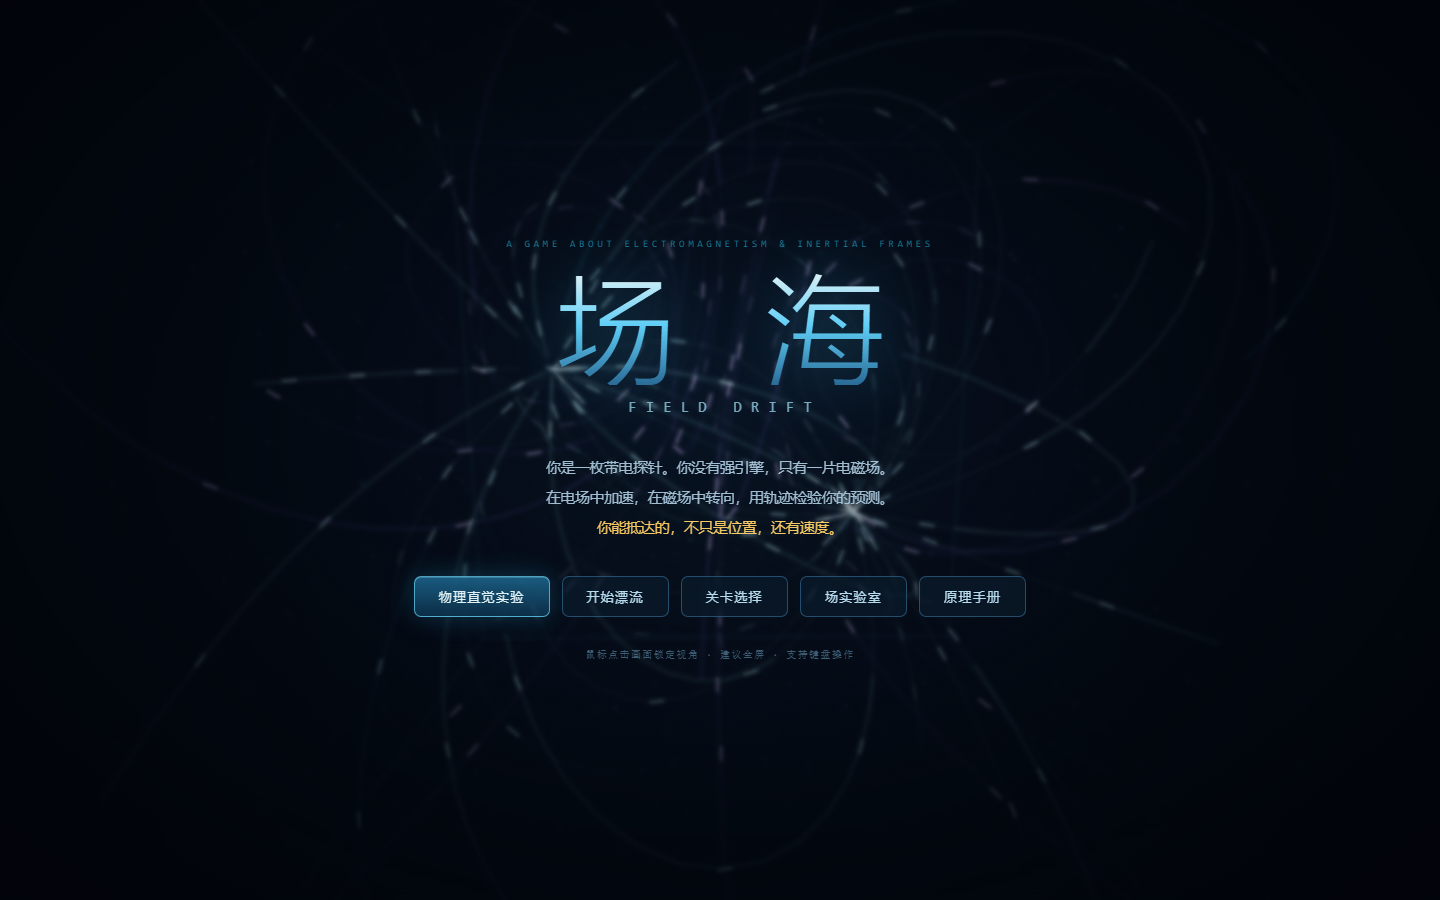 A GAME ABOUT ELECTROMAGNETISM & INERTIAL FRAMES
场 海
FIELD DRIFT
你是一枚带电探针。你没有强引擎，只有一片电磁场。
在电场中加速，在磁场中转向，用轨迹检验你的预测。
你能抵达的，不只是位置，还有速度。
物理直觉实验 开始漂流 关卡选择 场实验室 原理手册
鼠标点击画面锁定视角 · 建议全屏 · 支持键盘操作